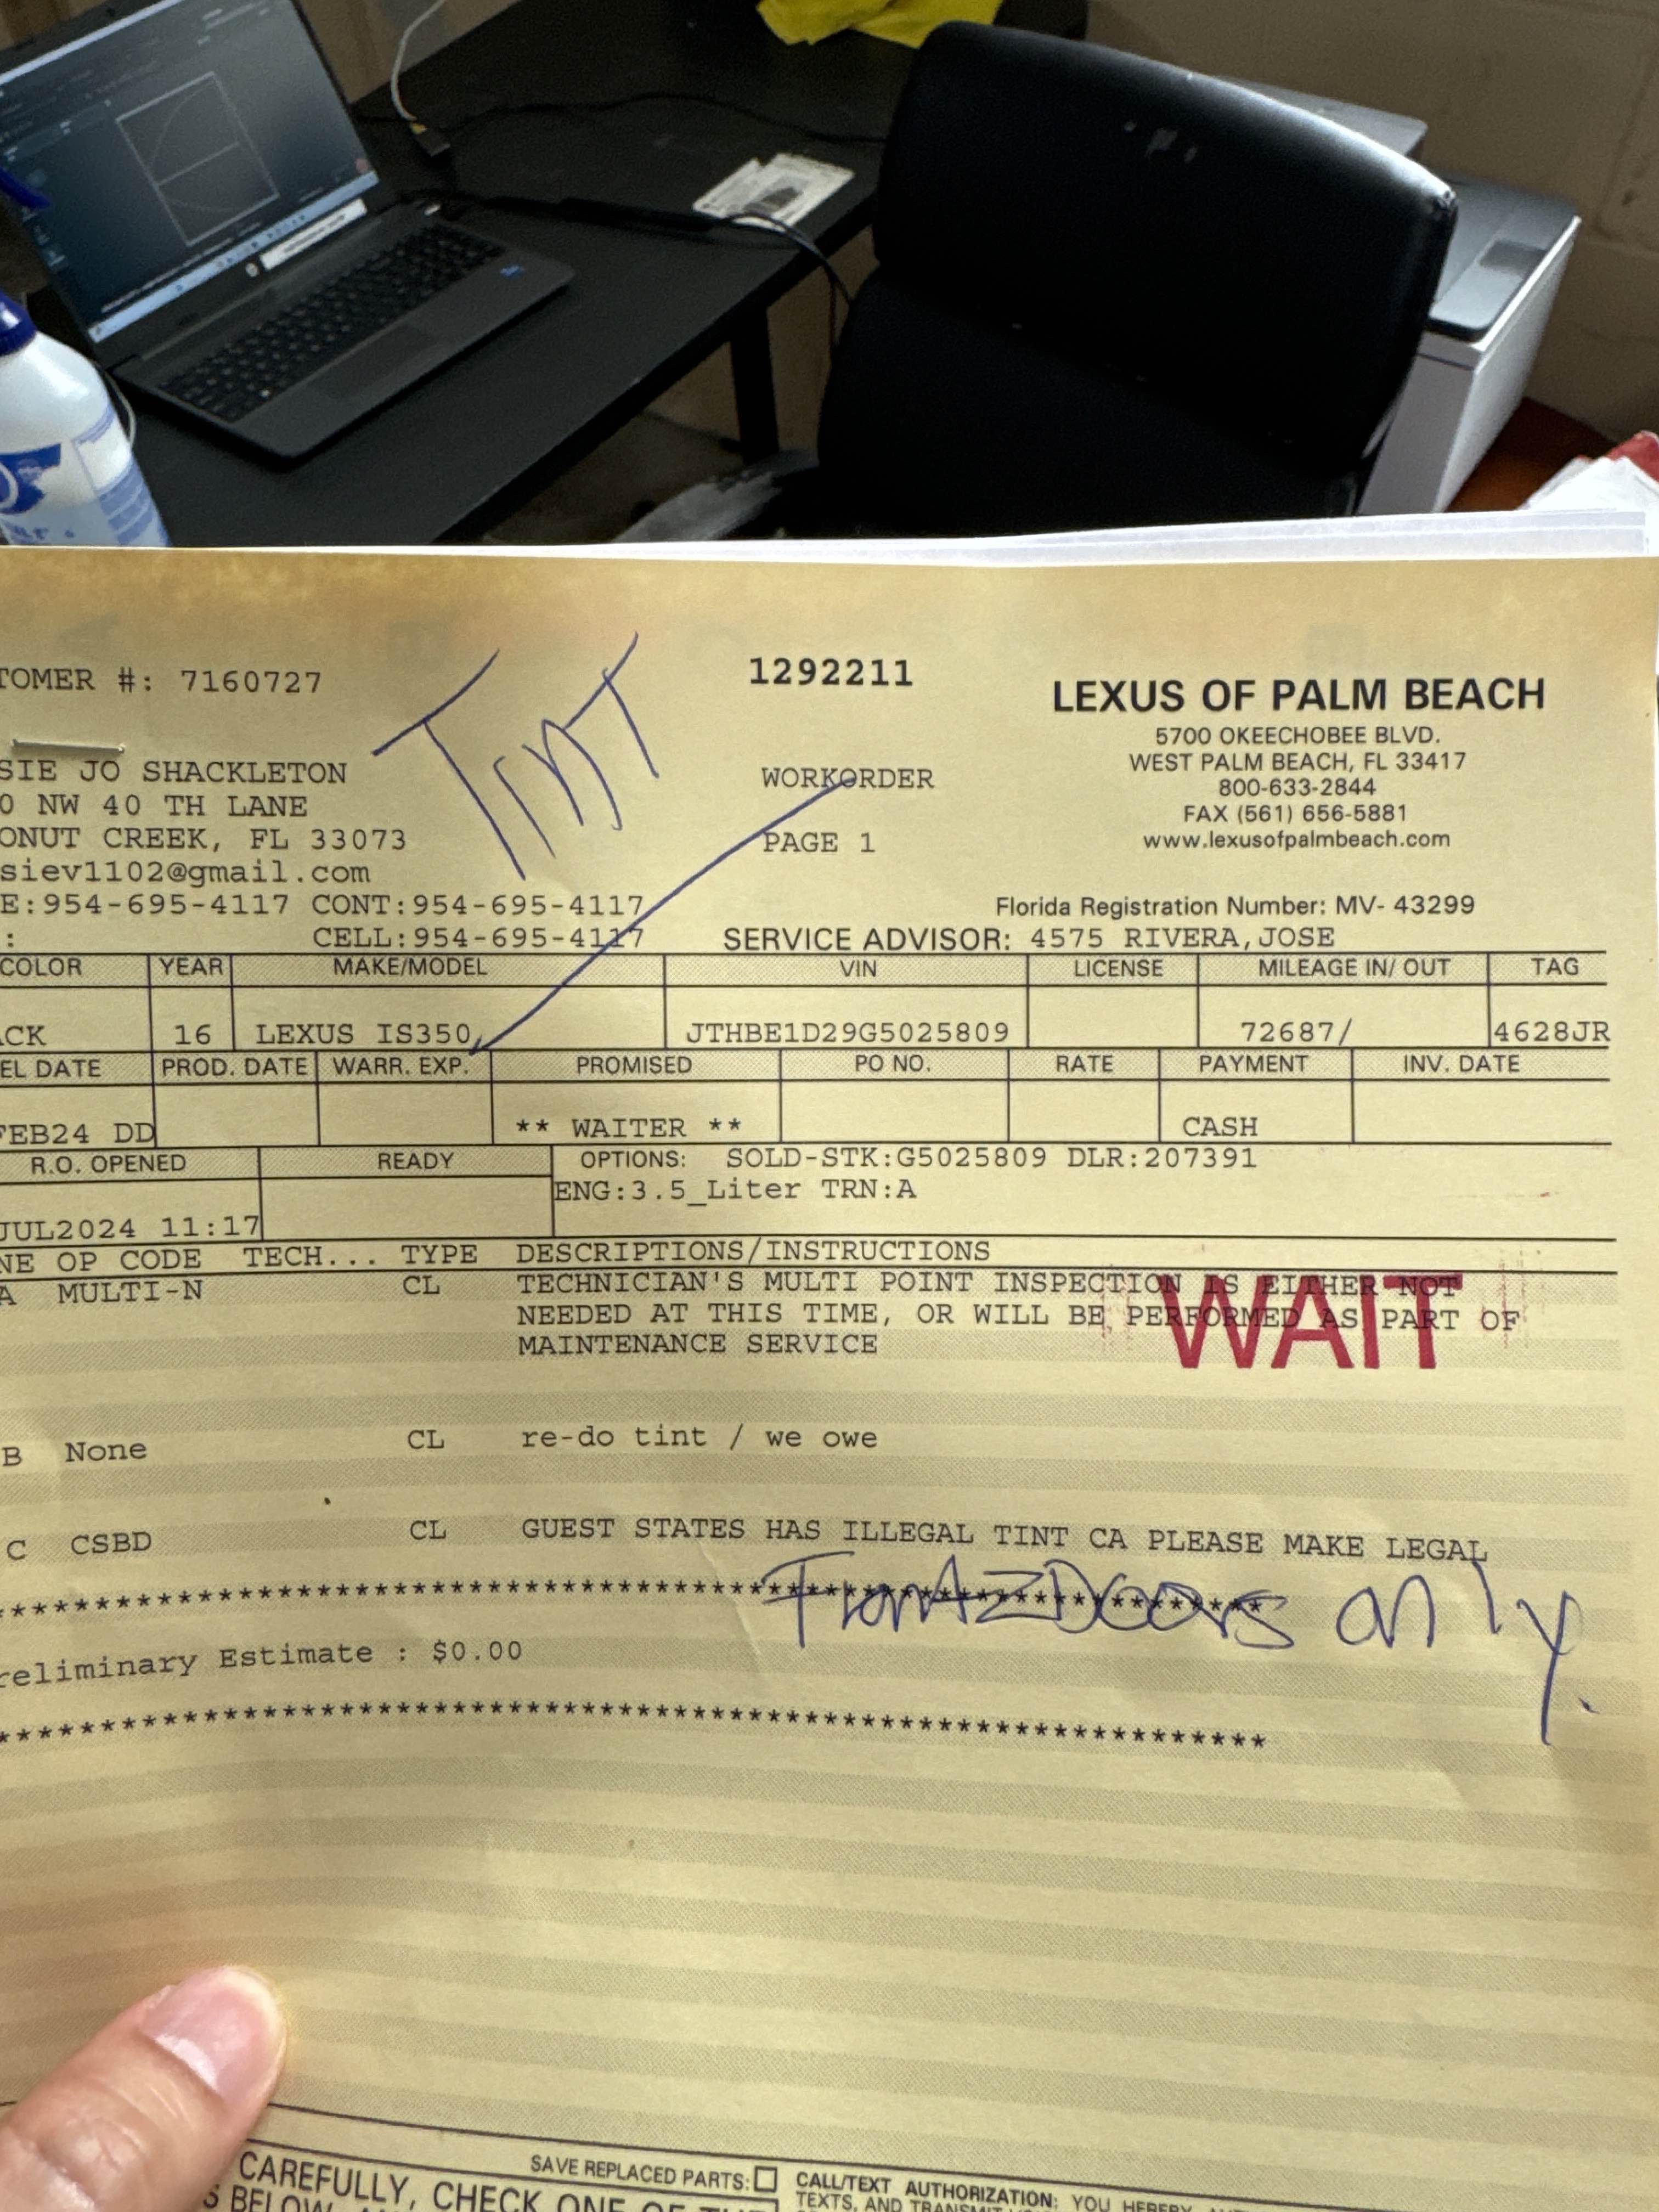 TOMER #: 7160727
TINT
1292211
LEXUS OF PALM BEACH
5700 OKEECHOBEE BLVD.
WEST PALM BEACH, FL 33417
800-633-2844
FAX (561) 656-5881
www.lexusofpalmbeach.com
SIE JO SHACKLETON
0 NW 40 TH LANE
ONUT CREEK, FL 33073
siev1102@gmail.com
WORKORDER
PAGE 1
E:954-695-4117 CONT:954-695-4117
: CELL:954-695-4117
Florida Registration Number: MV- 43299
SERVICE ADVISOR: 4575 RIVERA,JOSE
COLOR YEAR MAKE/MODEL VIN LICENSE MILEAGE IN/ OUT TAG
ACK 16 LEXUS IS350 JTHBE1D29G5025809 72687/ 4628JR
EL DATE PROD. DATE WARR. EXP. PROMISED PO NO. RATE PAYMENT INV. DATE
FEB24 DD ** WAITER ** CASH
R.O. OPENED READY OPTIONS: SOLD-STK:G5025809 DLR:207391
ENG:3.5_Liter TRN:A
JUL2024 11:17
NE OP CODE TECH... TYPE DESCRIPTIONS/INSTRUCTIONS
A MULTI-N CL TECHNICIAN'S MULTI POINT INSPECTION IS EITHER NOT
NEEDED AT THIS TIME, OR WILL BE PERFORMED AS PART OF
MAINTENANCE SERVICE
WAIT
B None CL re-do tint / we owe
C CSBD CL GUEST STATES HAS ILLEGAL TINT CA PLEASE MAKE LEGAL
Front 2 Doors only.
******************************************************************
reliminary Estimate : $0.00
******************************************************************
SAVE REPLACED PARTS:
CAREFULLY, CHECK ONE OF
S BELOW
CALL/TEXT AUTHORIZATION: YOU HEREBY
TEXTS, AND